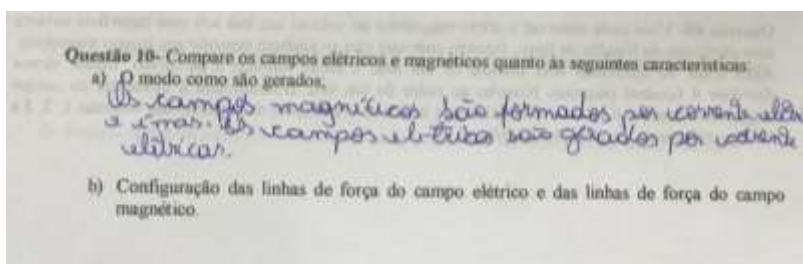 Questão 10- Compare os campos elétricos e magnéticos quanto às seguintes características:
a) O modo como são gerados,
Os campos magnéticos são formados por corrente elétr
e ímas. Os campos elétricos são gerados por corrente
elétricas.
b) Configuração das linhas de força do campo elétrico e das linhas de força do campo
magnético.